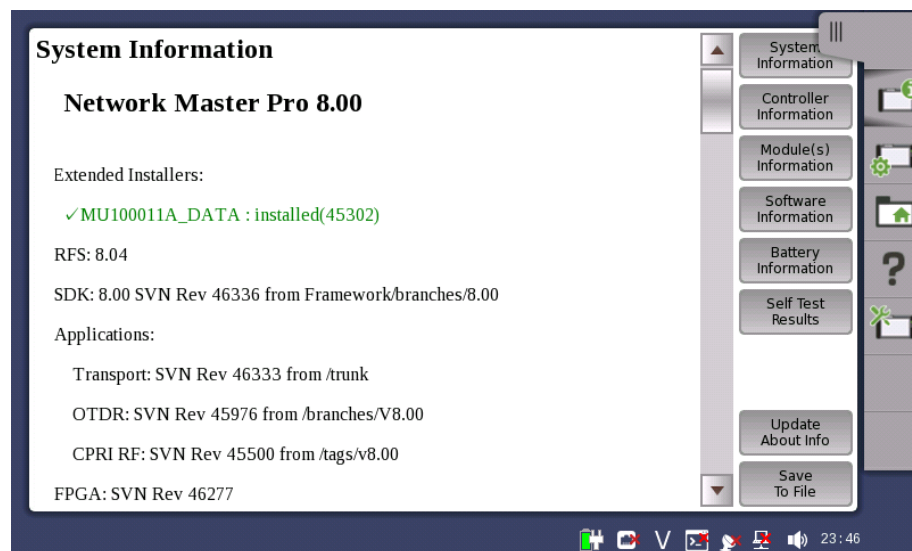 System Information
Network Master Pro 8.00
Extended Installers:
✓MU100011A_DATA : installed(45302)
RFS: 8.04
SDK: 8.00 SVN Rev 46336 from Framework/branches/8.00
Applications:
Transport: SVN Rev 46333 from /trunk
OTDR: SVN Rev 45976 from /branches/V8.00
CPRI RF: SVN Rev 45500 from /tags/v8.00
FPGA: SVN Rev 46277
System
Information
Controller
Information
Module(s)
Information
Software
Information
Battery
Information
Self Test
Results
Update
About Info
Save
To File
?
V
23:46